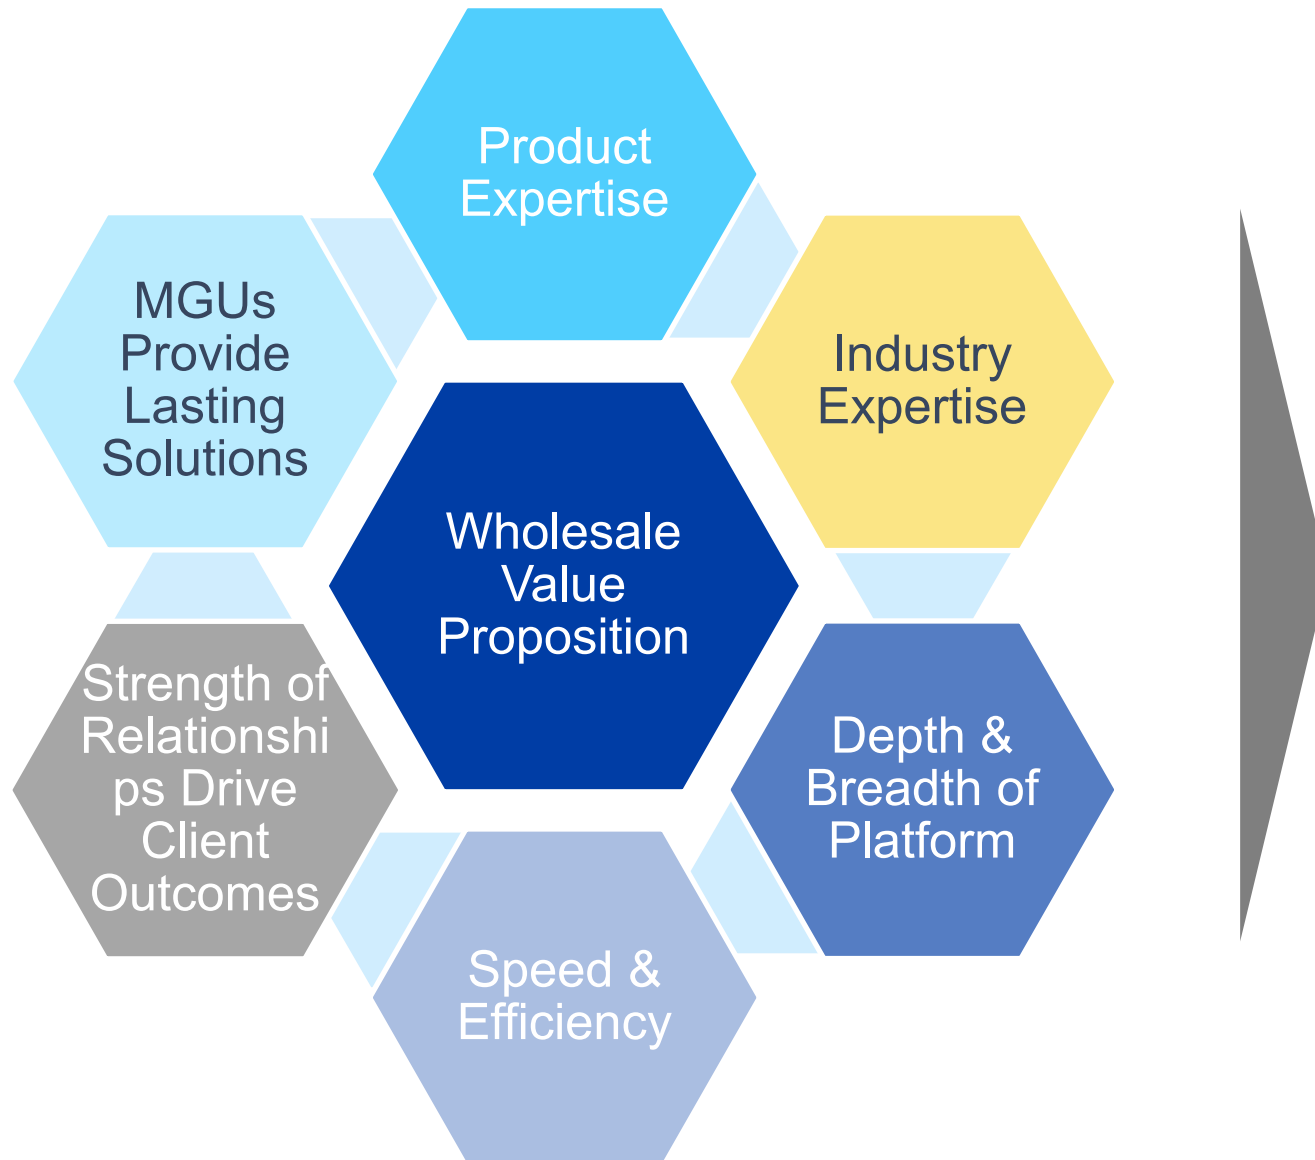 Product
Expertise
MGUs
Provide
Lasting
Solutions
Industry
Expertise
Wholesale
Value
Proposition
Strength of
Relationshi
ps Drive
Client
Outcomes
Depth &
Breadth of
Platform
Speed &
Efficiency